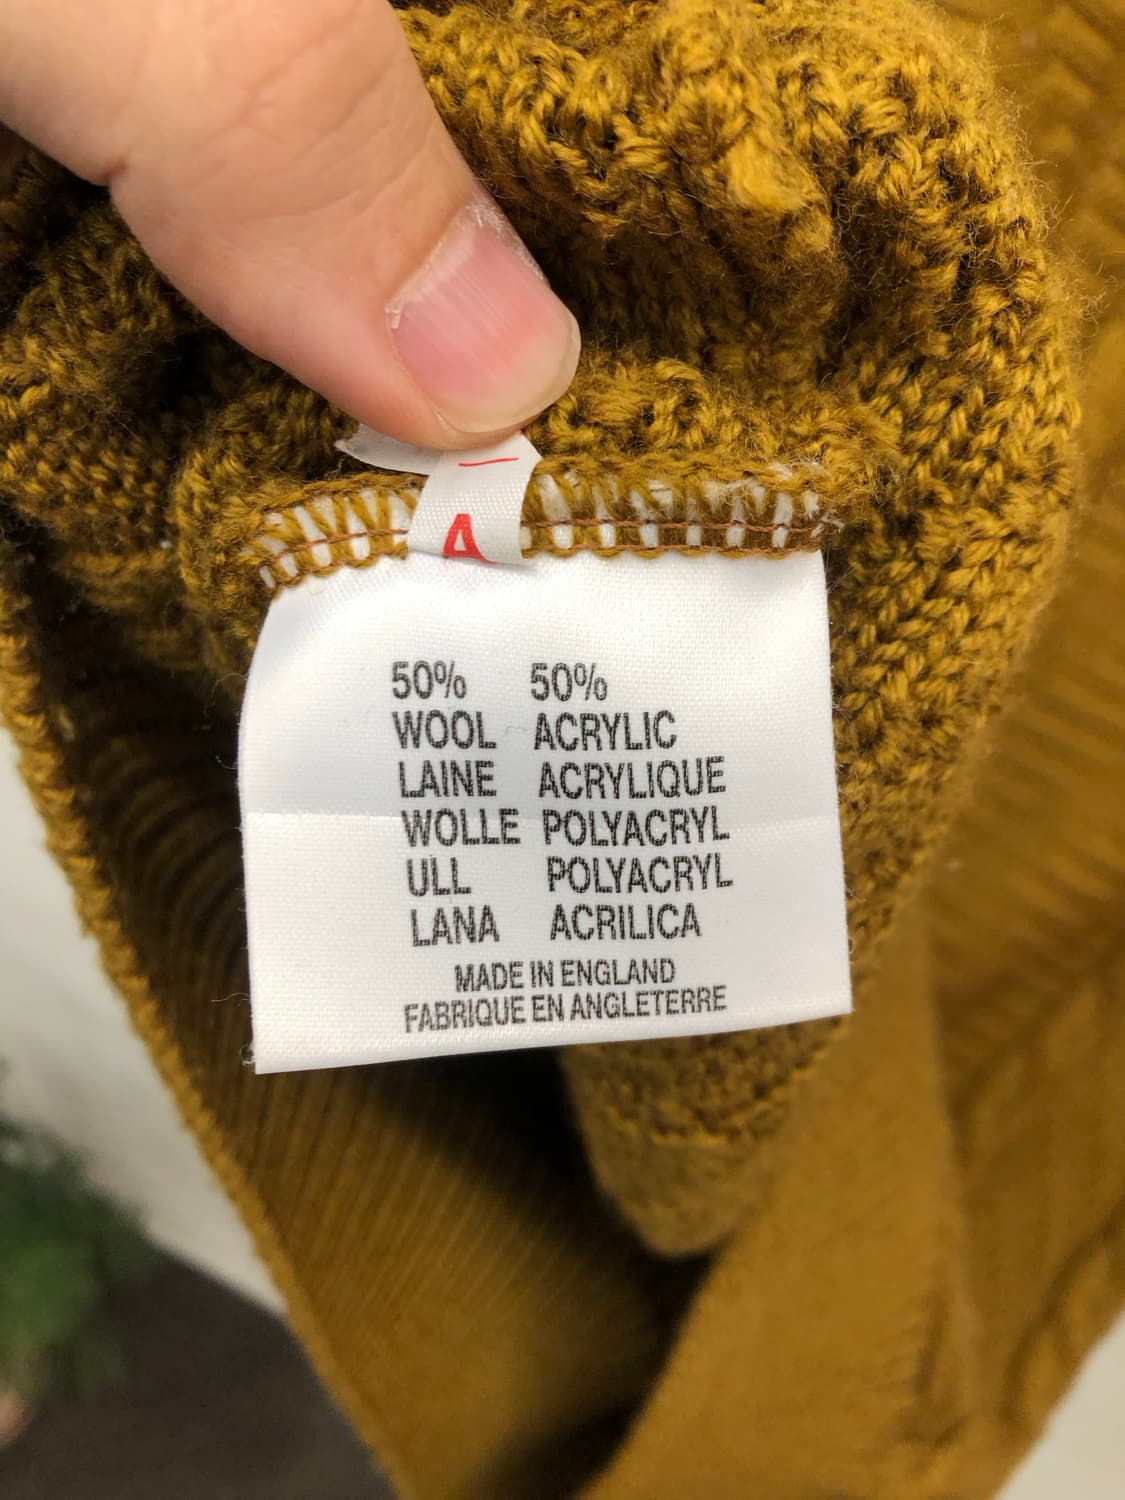 A
50% 50%
WOOL ACRYLIC
LAINE ACRYLIQUE
WOLLE POLYACRYL
ULL POLYACRYL
LANA ACRILICA
MADE IN ENGLAND
FABRIQUE EN ANGLETERRE